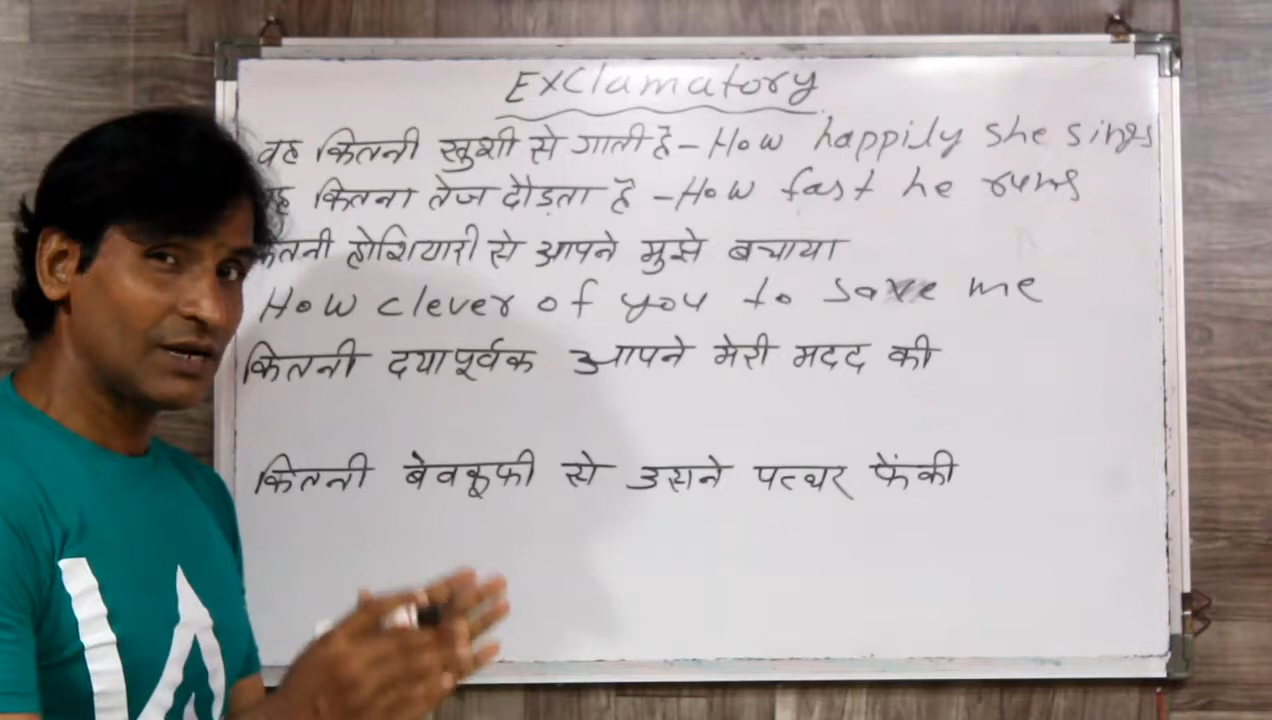 Exclamatory
वह कितनी खुशी से गाती है - How happily she sings
कितना तेज दौड़ता है - How fast he runs
कितनी होशियारी से आपने मुझे बचाया
How clever of you to save me
कितनी दयापूर्वक आपने मेरी मदद की
कितनी बेवकूफी से उसने पत्थर फेंकी